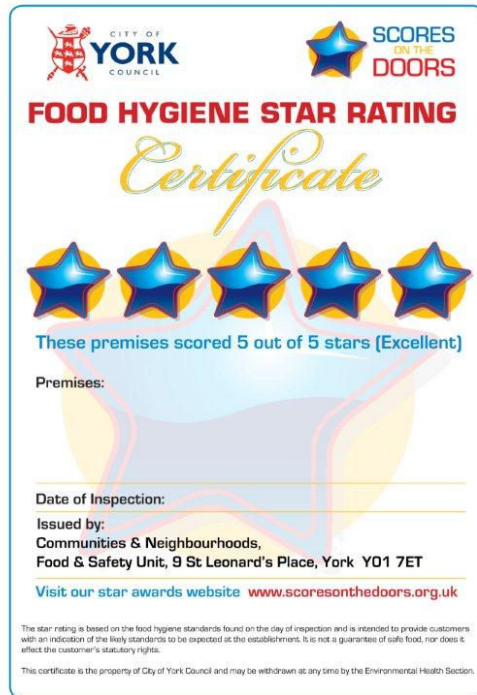 CITY OF
YORK
COUNCIL
SCORES
ON THE
DOORS
FOOD HYGIENE STAR RATING
Certificate
These premises scored 5 out of 5 stars (Excellent)
Premises:
Date of Inspection:
Issued by:
Communities & Neighbourhoods,
Food & Safety Unit, 9 St Leonard's Place, York YO1 7ET
Visit our star awards website www.scoresonthedoors.org.uk
The star rating is based on the food hygiene standards found on the day of inspection and is intended to provide customers
with an indication of the likely standards to be expected at the establishment. It is not a guarantee of safe food, nor does it
effect the customer's statutory rights.
This certificate is the property of City of York Council and may be withdrawn at any time by the Environmental Health Section.